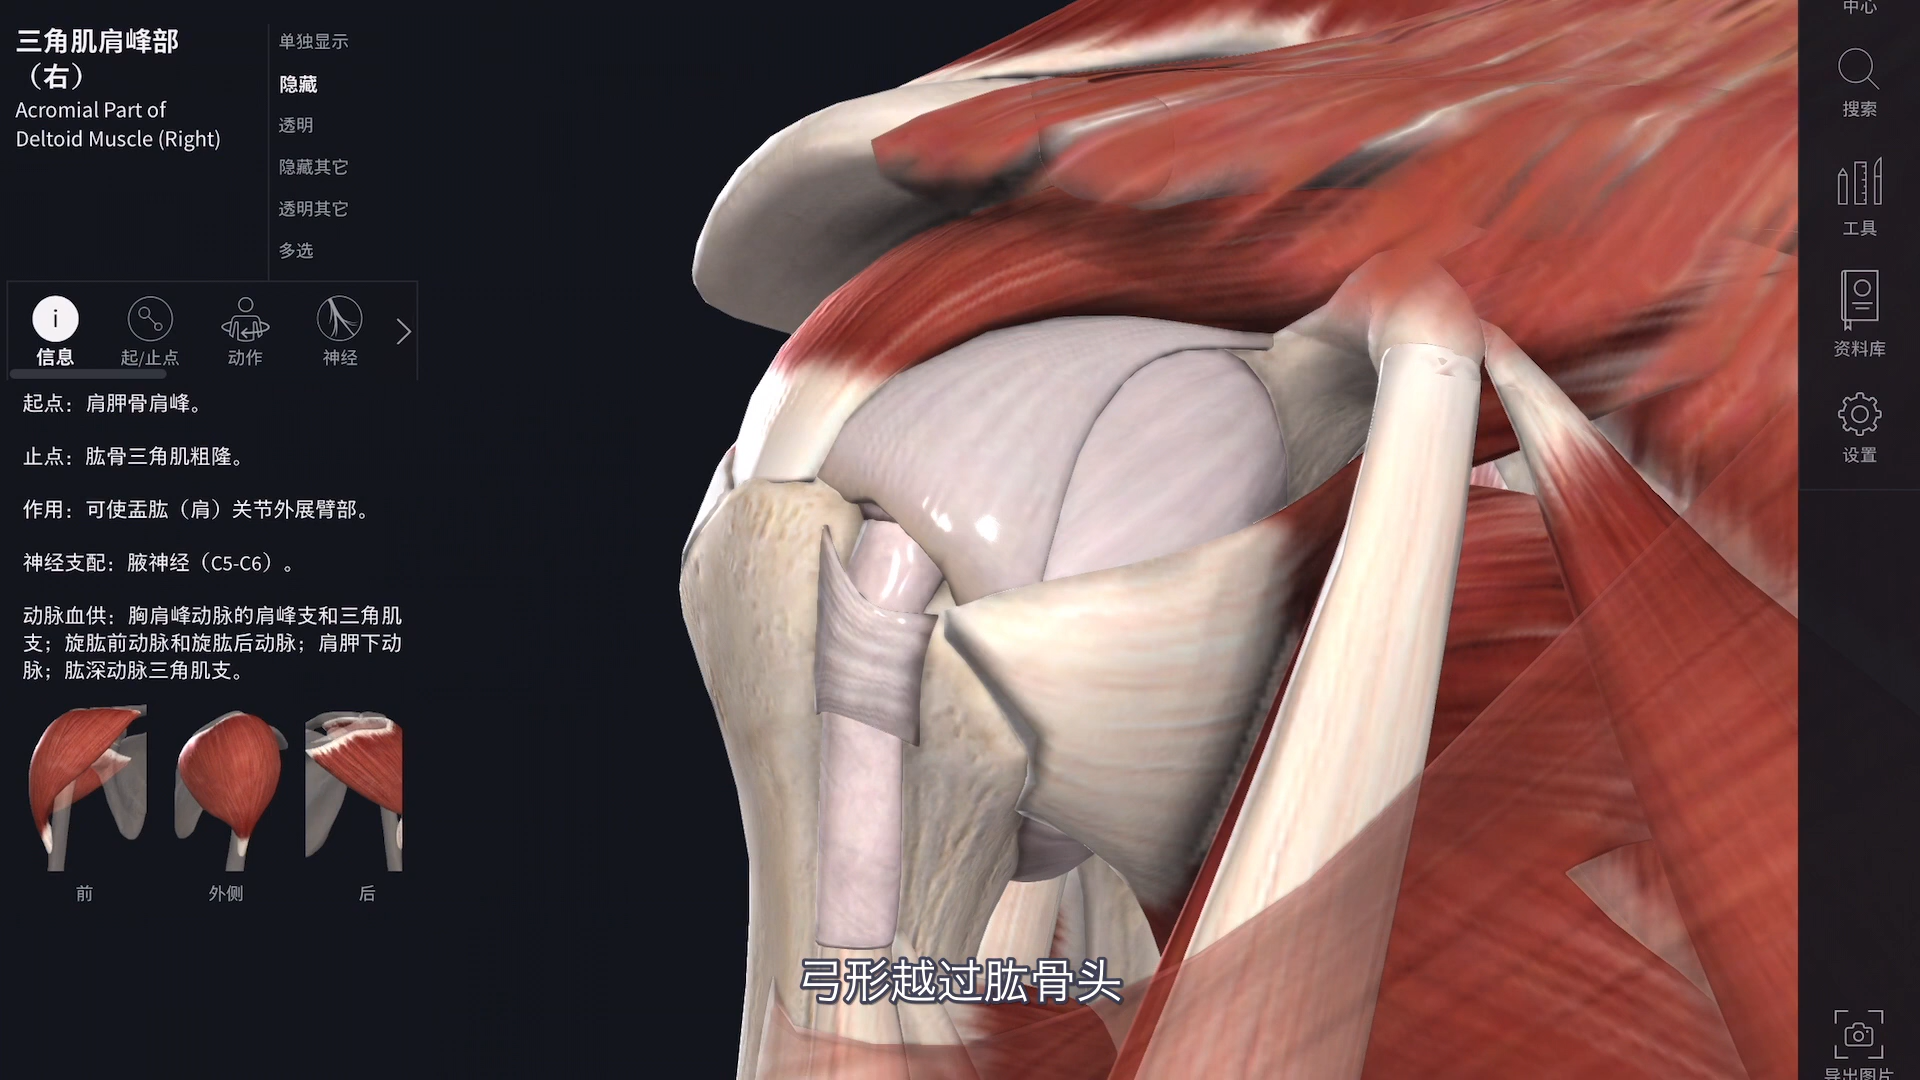 三角肌肩峰部
（右）
Acromial Part of
Deltoid Muscle (Right)
单独显示
隐藏
透明
隐藏其它
透明其它
多选
信息
起/止点
动作
神经
起点：肩胛骨肩峰。
止点：肱骨三角肌粗隆。
作用：可使盂肱（肩）关节外展臂部。
神经支配：腋神经（C5-C6）。
动脉血供：胸肩峰动脉的肩峰支和三角肌
支；旋肱前动脉和旋肱后动脉；肩胛下动
脉；肱深动脉三角肌支。
前
外侧
后
弓形越过肱骨头
中心
搜索
工具
资料库
设置
导出图片